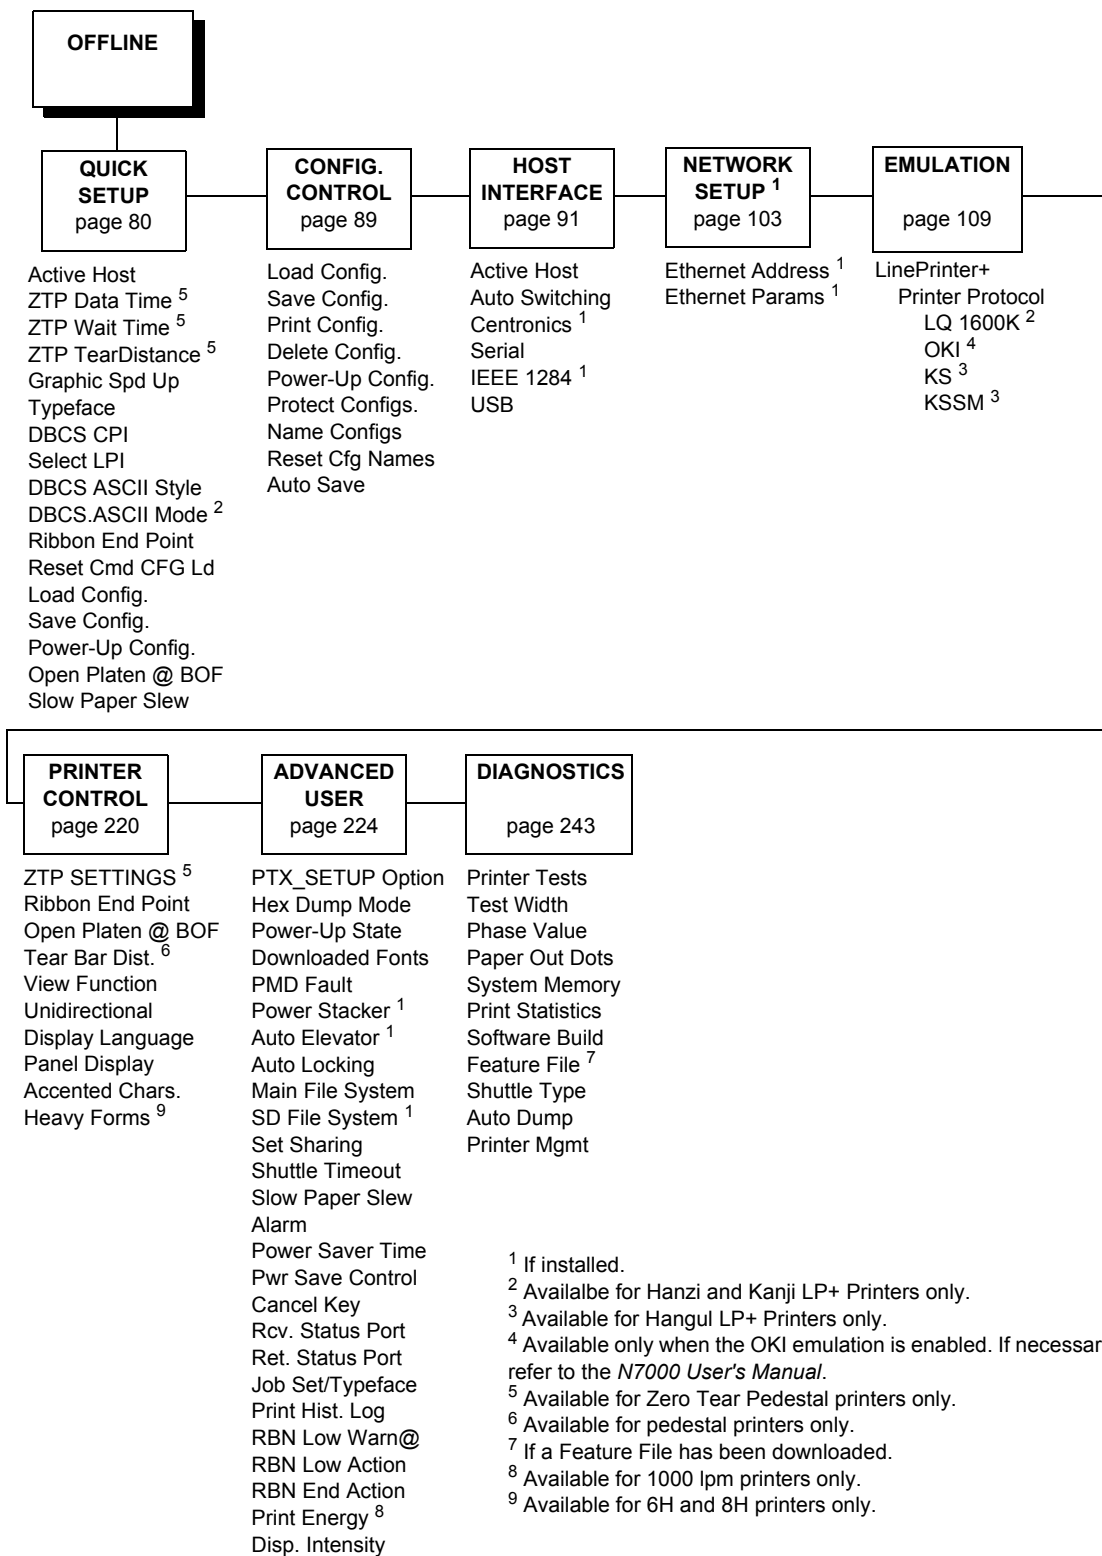 OFFLINE
QUICK
SETUP
page 80
CONFIG.
CONTROL
page 89
HOST
INTERFACE
page 91
NETWORK
SETUP 1
page 103
EMULATION
page 109
Active Host
ZTP Data Time 5
ZTP Wait Time 5
ZTP TearDistance 5
Graphic Spd Up
Typeface
DBCS CPI
Select LPI
DBCS ASCII Style
DBCS.ASCII Mode 2
Ribbon End Point
Reset Cmd CFG Ld
Load Config.
Save Config.
Power-Up Config.
Open Platen @ BOF
Slow Paper Slew
Load Config.
Save Config.
Print Config.
Delete Config.
Power-Up Config.
Protect Configs.
Name Configs
Reset Cfg Names
Auto Save
Active Host
Auto Switching
Centronics 1
Serial
IEEE 1284 1
USB
Ethernet Address 1
Ethernet Params 1
LinePrinter+
Printer Protocol
LQ 1600K 2
OKI 4
KS 3
KSSM 3
PRINTER
CONTROL
page 220
ADVANCED
USER
page 224
DIAGNOSTICS
page 243
ZTP SETTINGS 5
Ribbon End Point
Open Platen @ BOF
Tear Bar Dist. 6
View Function
Unidirectional
Display Language
Panel Display
Accented Chars.
Heavy Forms 9
PTX_SETUP Option
Hex Dump Mode
Power-Up State
Downloaded Fonts
PMD Fault
Power Stacker 1
Auto Elevator 1
Auto Locking
Main File System
SD File System 1
Set Sharing
Shuttle Timeout
Slow Paper Slew
Alarm
Power Saver Time
Pwr Save Control
Cancel Key
Rcv. Status Port
Ret. Status Port
Job Set/Typeface
Print Hist. Log
RBN Low Warn@
RBN Low Action
RBN End Action
Print Energy 8
Disp. Intensity
Printer Tests
Test Width
Phase Value
Paper Out Dots
System Memory
Print Statistics
Software Build
Feature File 7
Shuttle Type
Auto Dump
Printer Mgmt
1 If installed.
2 Availalbe for Hanzi and Kanji LP+ Printers only.
3 Available for Hangul LP+ Printers only.
4 Available only when the OKI emulation is enabled. If necessar
refer to the N7000 User's Manual.
5 Available for Zero Tear Pedestal printers only.
6 Available for pedestal printers only.
7 If a Feature File has been downloaded.
8 Available for 1000 lpm printers only.
9 Available for 6H and 8H printers only.